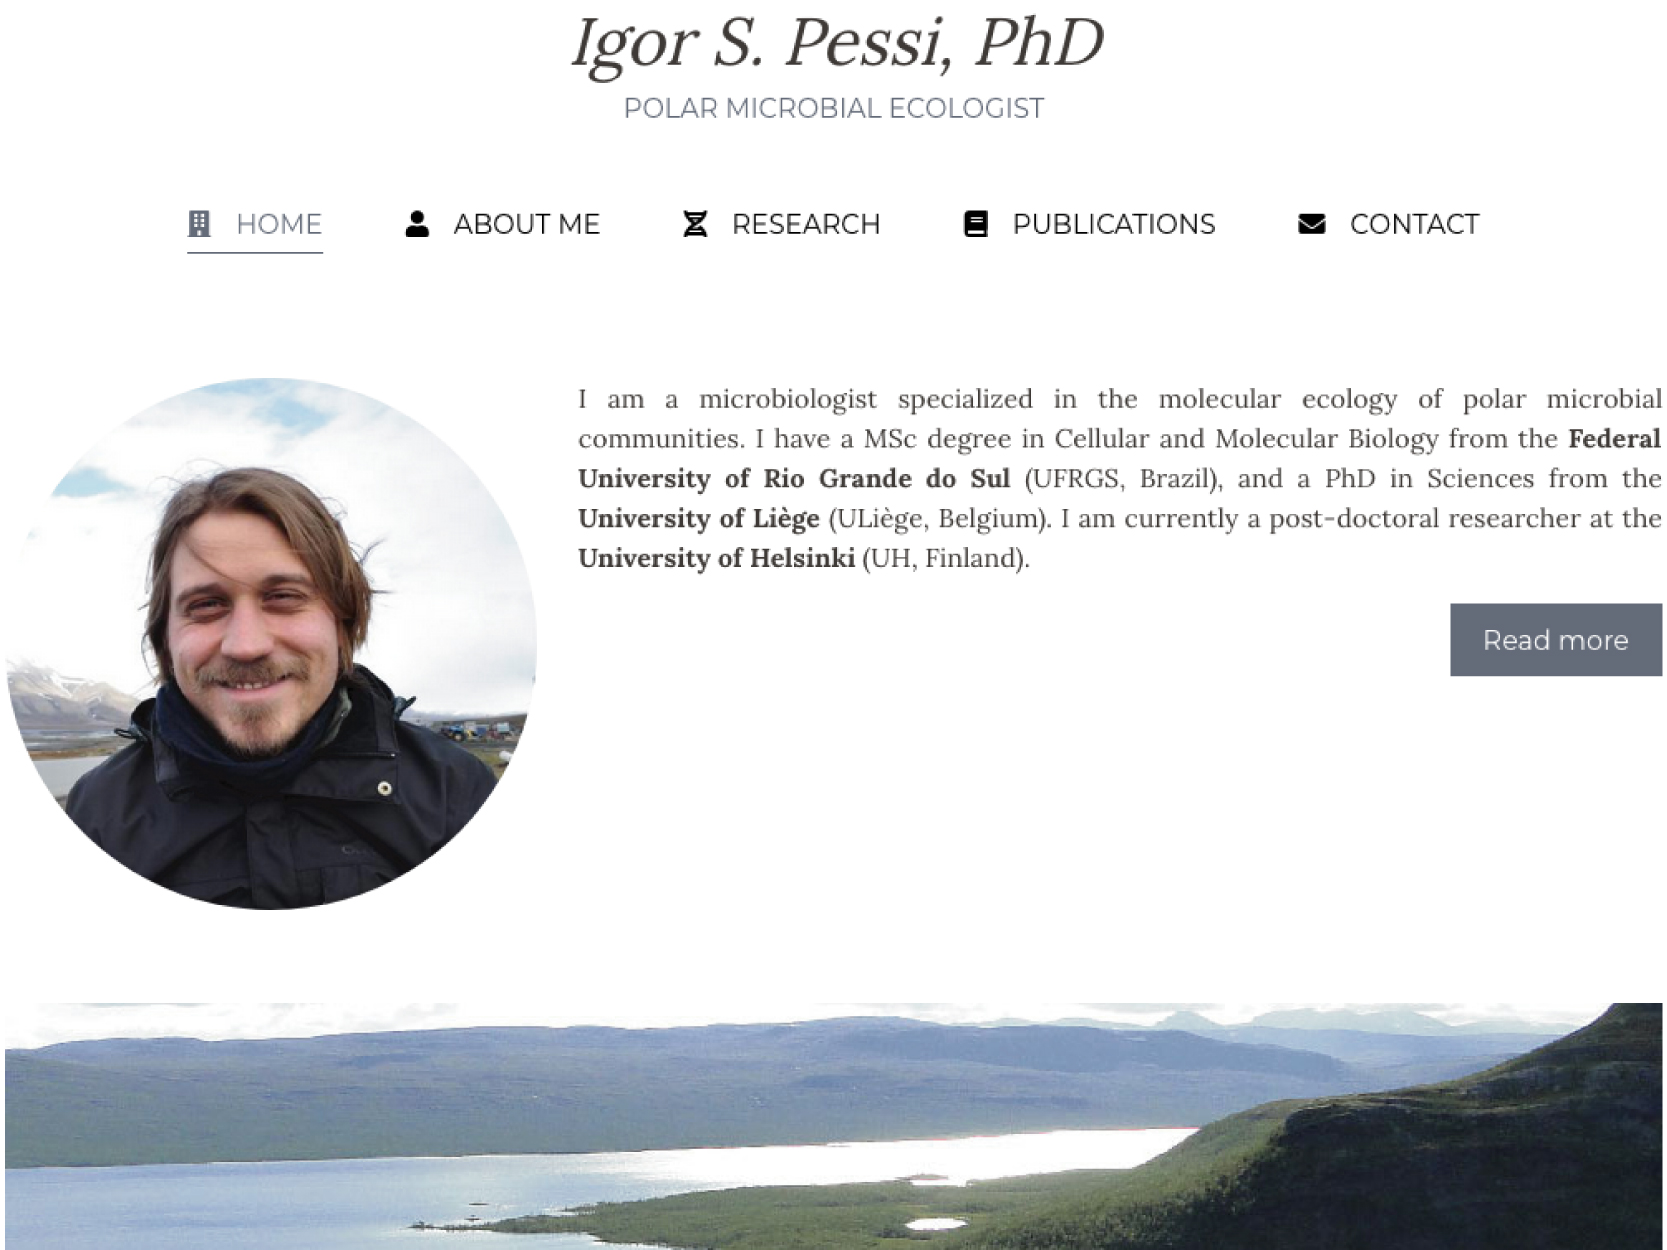 Igor S. Pessi, PhD
POLAR MICROBIAL ECOLOGIST
HOME ABOUT ME RESEARCH PUBLICATIONS CONTACT
I am a microbiologist specialized in the molecular ecology of polar microbial
communities. I have a MSc degree in Cellular and Molecular Biology from the Federal
University of Rio Grande do Sul (UFRGS, Brazil), and a PhD in Sciences from the
University of Liège (ULiège, Belgium). I am currently a post-doctoral researcher at the
University of Helsinki (UH, Finland).
Read more